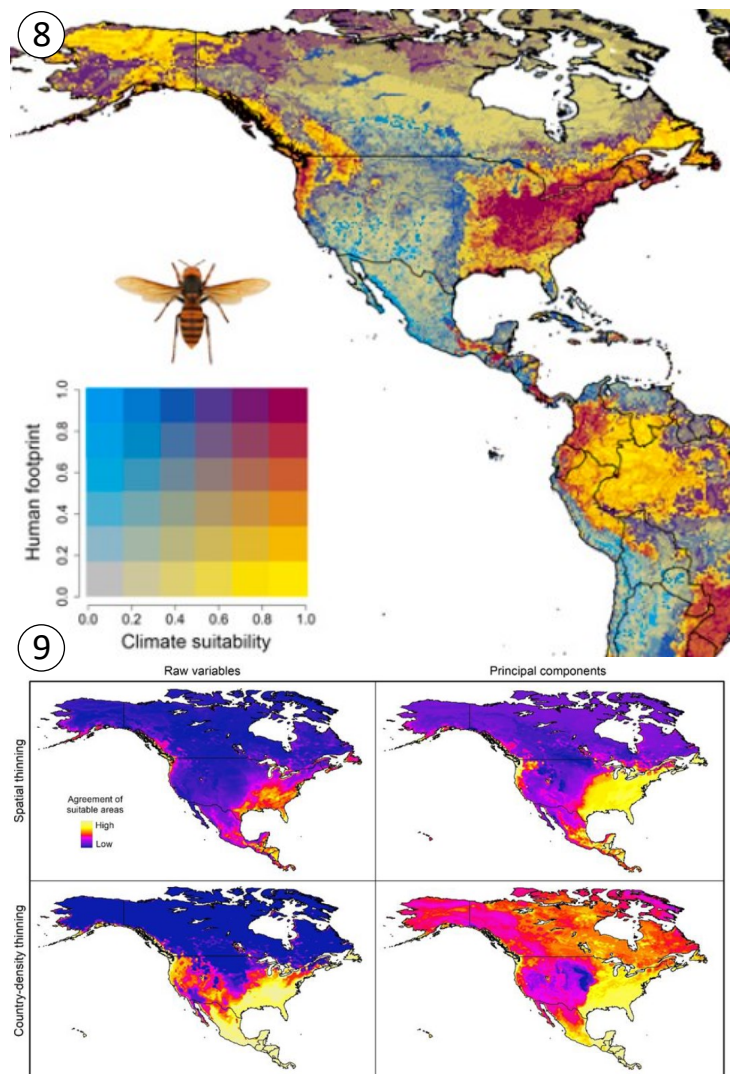 8
Human footprint
1.0
0.8
0.6
0.4
0.2
0.0
0.0 0.2 0.4 0.6 0.8 1.0
Climate suitability
9
Raw variables
Principal components
Spatial thinning
Agreement of
suitable areas
High
Low
Country-density thinning